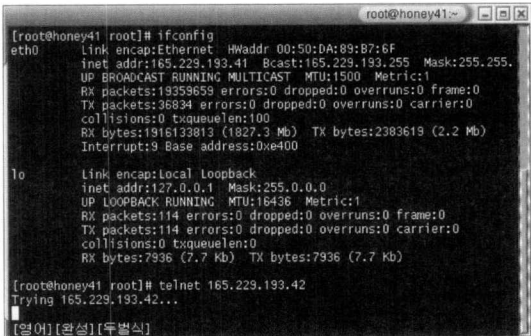 root@honey41:~
[root@honey41 root]# ifconfig
eth0 Link encap:Ethernet HWaddr 00:50:DA:89:B7:6F
inet addr:165.229.193.41 Bcast:165.229.193.255 Mask:255.255.
UP BROADCAST RUNNING MULTICAST MTU:1500 Metric:1
RX packets:19359659 errors:0 dropped:0 overruns:0 frame:0
TX packets:36834 errors:0 dropped:0 overruns:0 carrier:0
collisions:0 txqueuelen:100
RX bytes:1916133813 (1827.3 Mb) TX bytes:2383619 (2.2 Mb)
Interrupt:9 Base address:0xe400
lo Link encap:Local Loopback
inet addr:127.0.0.1 Mask:255.0.0.0
UP LOOPBACK RUNNING MTU:16436 Metric:1
RX packets:114 errors:0 dropped:0 overruns:0 frame:0
TX packets:114 errors:0 dropped:0 overruns:0 carrier:0
collisions:0 txqueuelen:0
RX bytes:7936 (7.7 Kb) TX bytes:7936 (7.7 Kb)
[root@honey41 root]# telnet 165.229.193.42
Trying 165.229.193.42...
[영어][완성][두벌식]